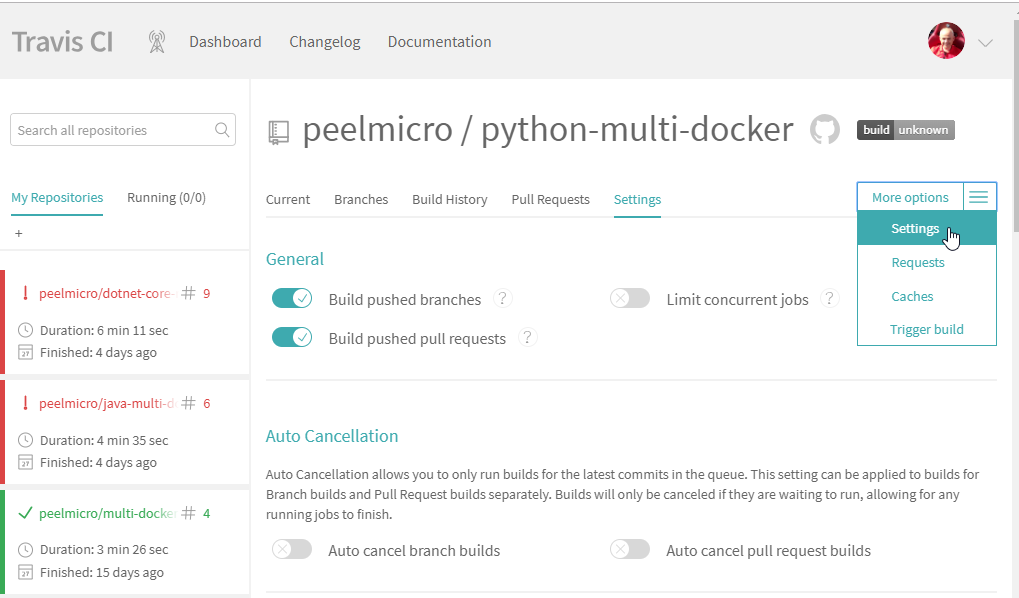 Travis CI
Dashboard
Changelog
Documentation
Search all repositories
My Repositories
Running (0/0)
+
! peelmicro/dotnet-core- # 9
Duration: 6 min 11 sec
27 Finished: 4 days ago
! peelmicro/java-multi-do # 6
Duration: 4 min 35 sec
27 Finished: 4 days ago
peelmicro/multi-docker # 4
Duration: 3 min 26 sec
27 Finished: 15 days ago
peelmicro / python-multi-docker
build unknown
Current
Branches
Build History
Pull Requests
Settings
More options
Settings
Requests
Caches
Trigger build
General
Build pushed branches ?
Limit concurrent jobs ?
Build pushed pull requests ?
Auto Cancellation
Auto Cancellation allows you to only run builds for the latest commits in the queue. This setting can be applied to builds for
Branch builds and Pull Request builds separately. Builds will only be canceled if they are waiting to run, allowing for any
running jobs to finish.
Auto cancel branch builds
Auto cancel pull request builds